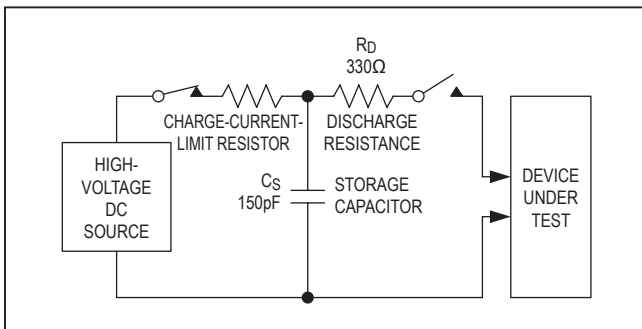 RD
330Ω
CHARGE-CURRENT-
LIMIT RESISTOR
DISCHARGE
RESISTANCE
HIGH-
VOLTAGE
DC
SOURCE
CS
150pF
STORAGE
CAPACITOR
DEVICE
UNDER
TEST